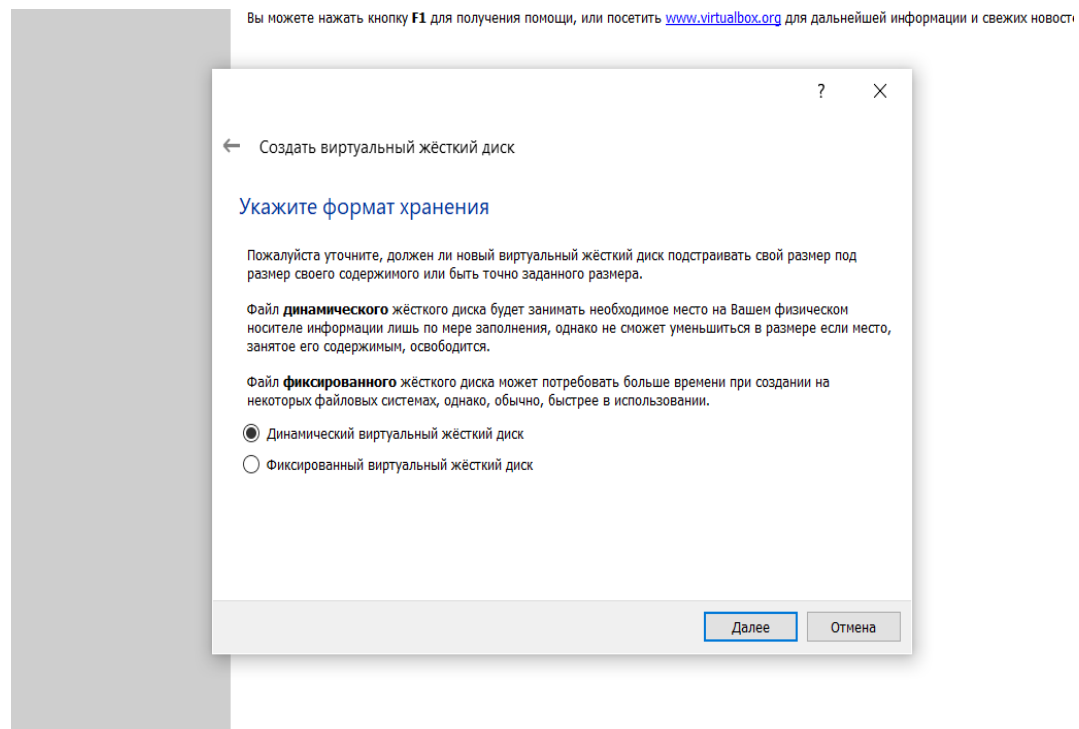 Вы можете нажать кнопку F1 для получения помощи, или посетить www.virtualbox.org для дальнейшей информации и свежих
?
Создать виртуальный жёсткий диск
Укажите формат хранения
Пожалуйста уточните, должен ли новый виртуальный жёсткий диск подстраивать свой размер под
размер своего содержимого или быть точно заданного размера.
Файл динамического жёсткого диска будет занимать необходимое место на Вашем физическом
носителе информации лишь по мере заполнения, однако не сможет уменьшиться в размере если место,
занятое его содержимым, освободится.
Файл фиксированного жёсткого диска может потребовать больше времени при создании на
некоторых файловых системах, однако, обычно, быстрее в использовании.
Динамический виртуальный жёсткий диск
Фиксированный виртуальный жёсткий диск
Далее Отмена